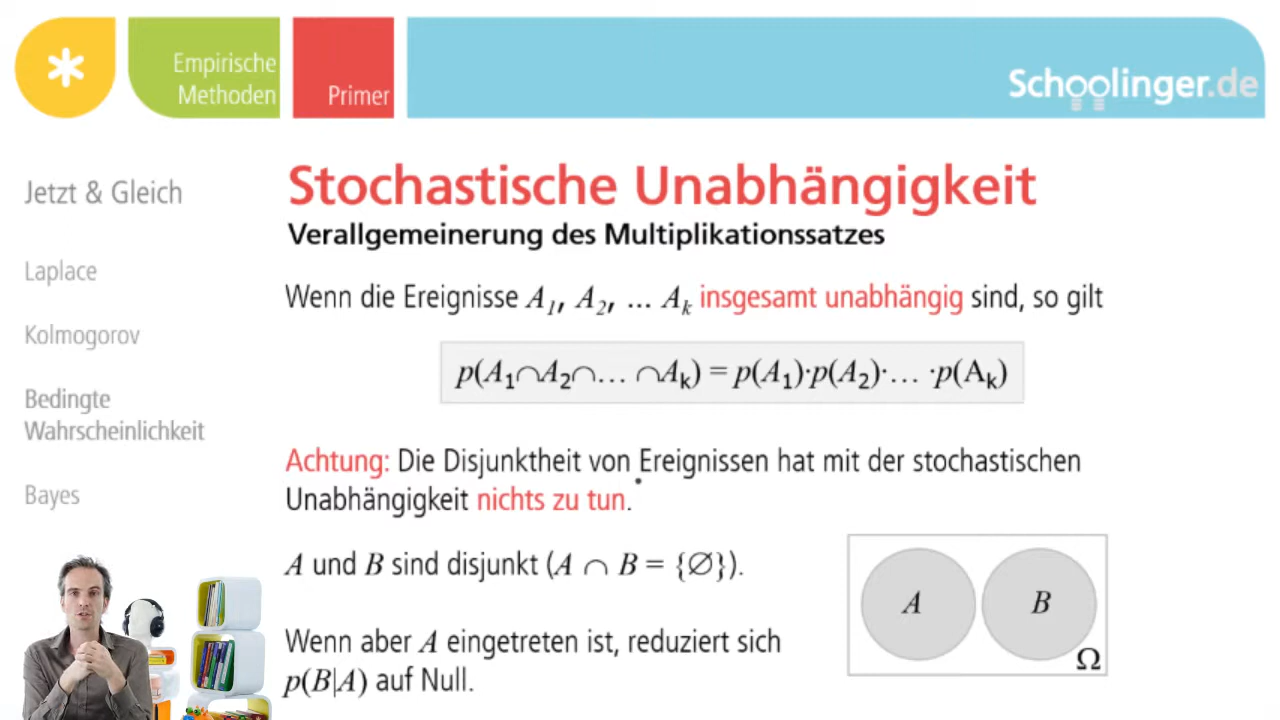 Empirische
Methoden
Primer
Schoolinger.de
Jetzt & Gleich
Laplace
Kolmogorov
Bedingte
Wahrscheinlichkeit
Bayes
Stochastische Unabhängigkeit
Verallgemeinerung des Multiplikationssatzes
Wenn die Ereignisse A₁, A₂, ... Aₖ insgesamt unabhängig sind, so gilt
p(A₁∩A₂∩... ∩Aₖ) = p(A₁)·p(A₂)·... ·p(Aₖ)
Achtung: Die Disjunktheit von Ereignissen hat mit der stochastischen
Unabhängigkeit nichts zu tun.
A und B sind disjunkt (A ∩ B = {∅}).
Wenn aber A eingetreten ist, reduziert sich
p(B|A) auf Null.
A
B
Ω